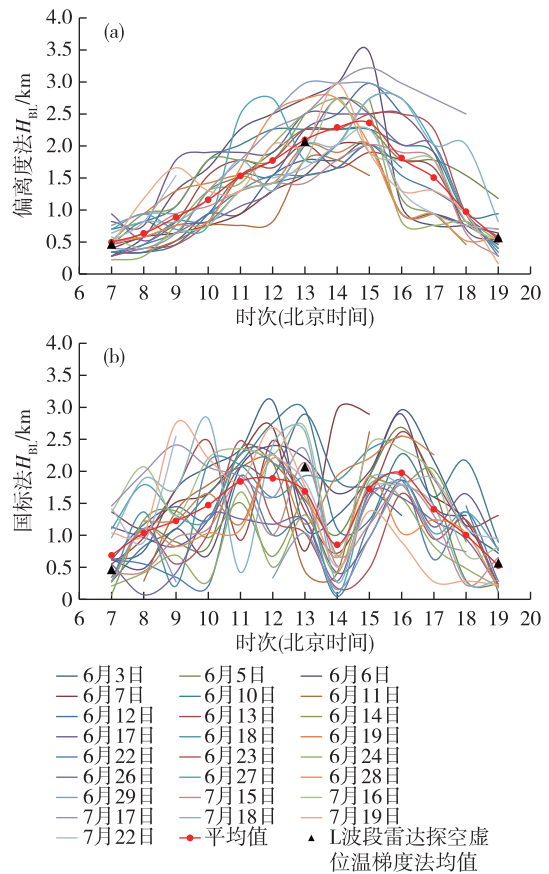 (a)
偏离度法H_BL/km
4.0
3.5
3.0
2.5
2.0
1.5
1.0
0.5
0
6 7 8 9 10 11 12 13 14 15 16 17 18 19 20
时次(北京时间)
(b)
国标法H_BL/km
4.0
3.5
3.0
2.5
2.0
1.5
1.0
0.5
0
6 7 8 9 10 11 12 13 14 15 16 17 18 19 20
时次(北京时间)
6月3日 6月5日 6月6日
6月7日 6月10日 6月11日
6月12日 6月13日 6月14日
6月17日 6月18日 6月19日
6月22日 6月23日 6月24日
6月26日 6月27日 6月28日
6月29日 7月15日 7月16日
7月17日 7月18日 7月19日
7月22日 平均值 L波段雷达探空虚
位温梯度法均值